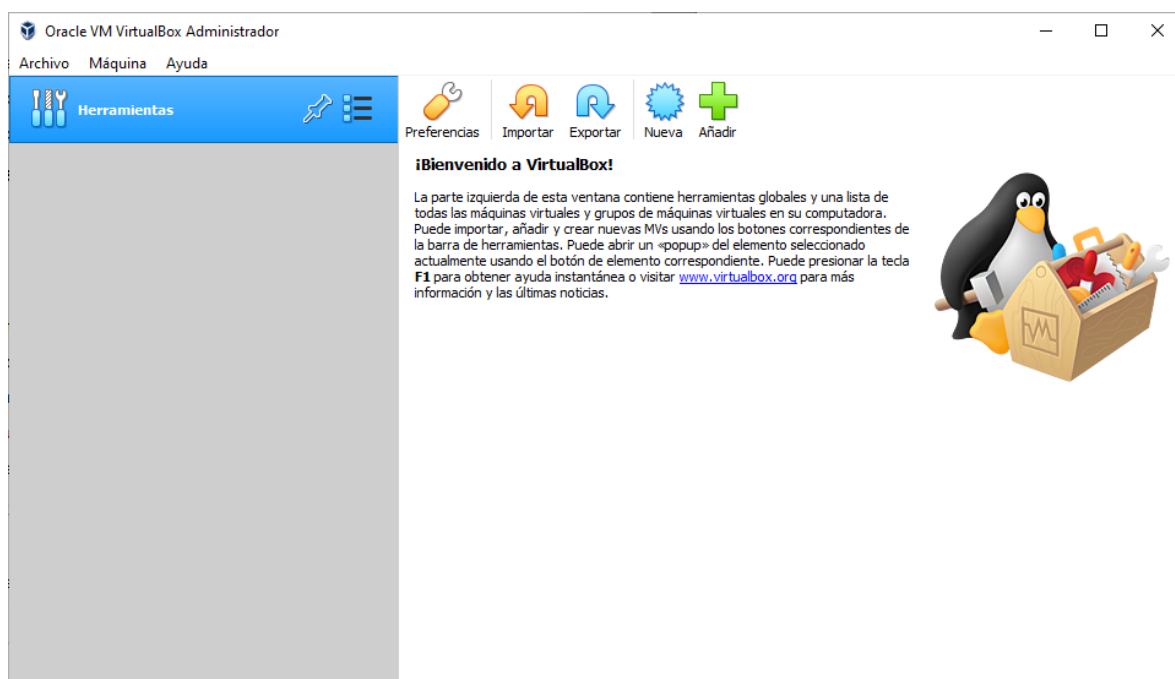 Oracle VM VirtualBox Administrador
Archivo Máquina Ayuda
Herramientas
Preferencias Importar Exportar Nueva Añadir
¡Bienvenido a VirtualBox!
La parte izquierda de esta ventana contiene herramientas globales y una lista de
todas las máquinas virtuales y grupos de máquinas virtuales en su computadora.
Puede importar, añadir y crear nuevas MVs usando los botones correspondientes de
la barra de herramientas. Puede abrir un «popup» del elemento seleccionado
actualmente usando el botón de elemento correspondiente. Puede presionar la tecla
F1 para obtener ayuda instantánea o visitar www.virtualbox.org para más
información y las últimas noticias.